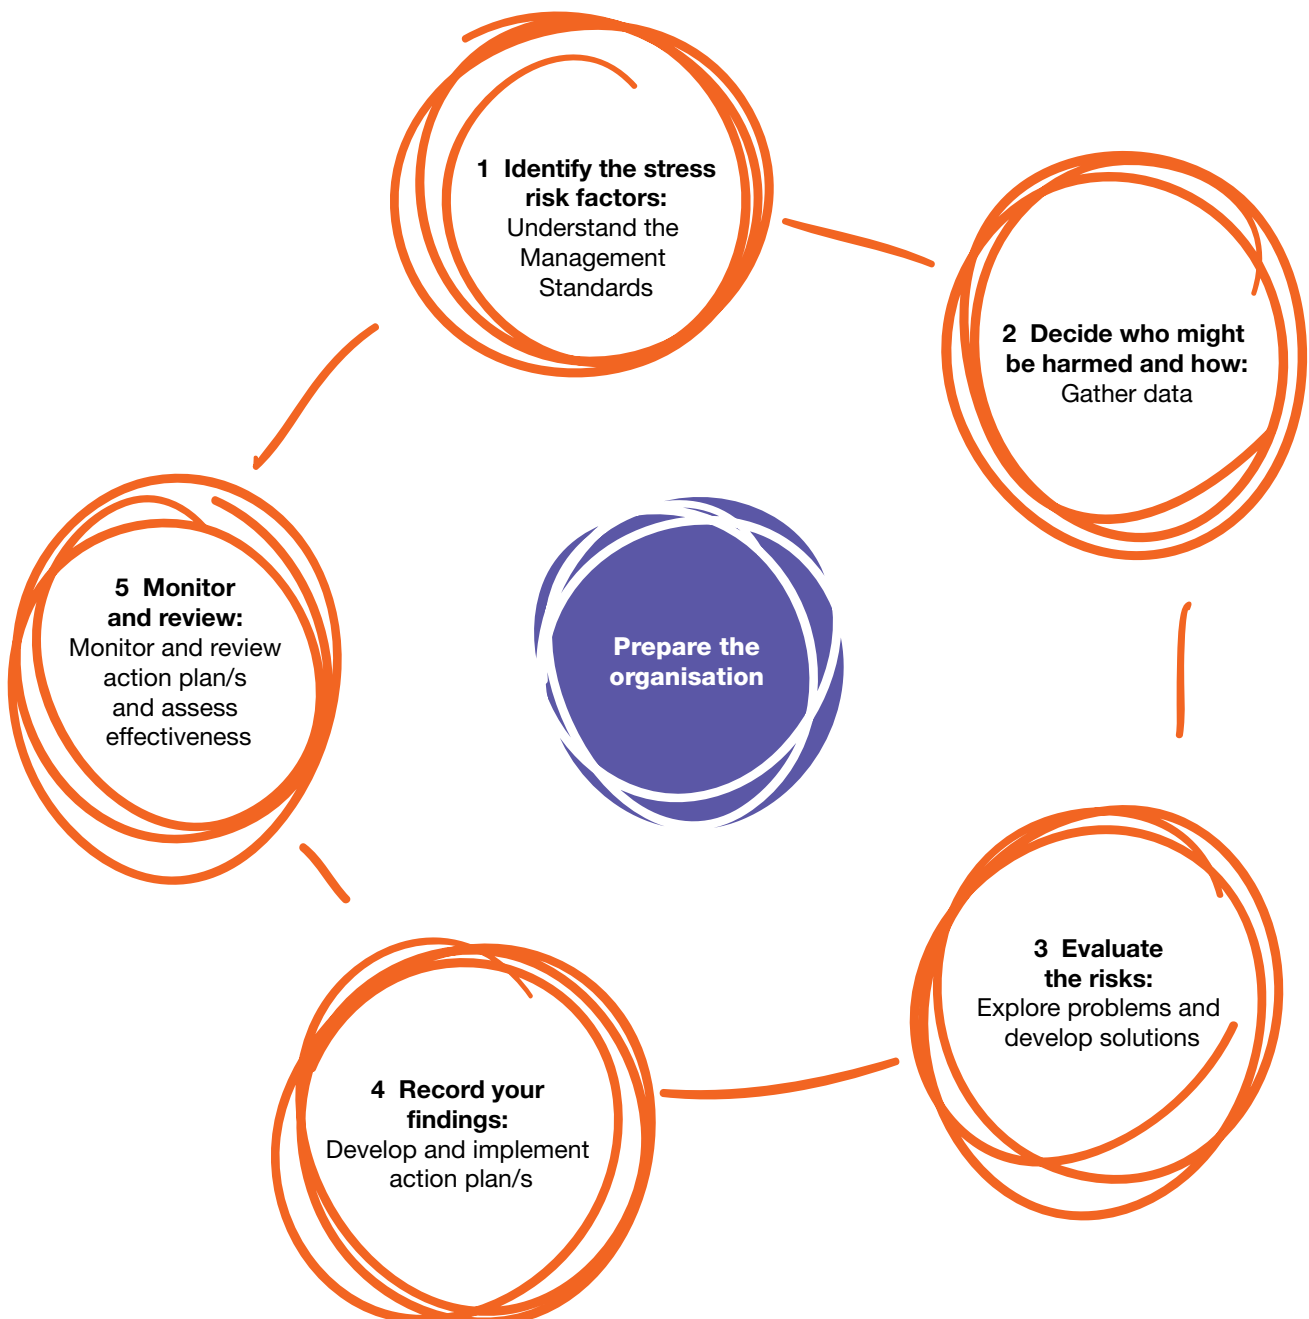 1 Identify the stress
risk factors:
Understand the
Management
Standards
2 Decide who might
be harmed and how:
Gather data
3 Evaluate
the risks:
Explore problems and
develop solutions
4 Record your
findings:
Develop and implement
action plan/s
5 Monitor
and review:
Monitor and review
action plan/s
and assess
effectiveness
Prepare the
organisation